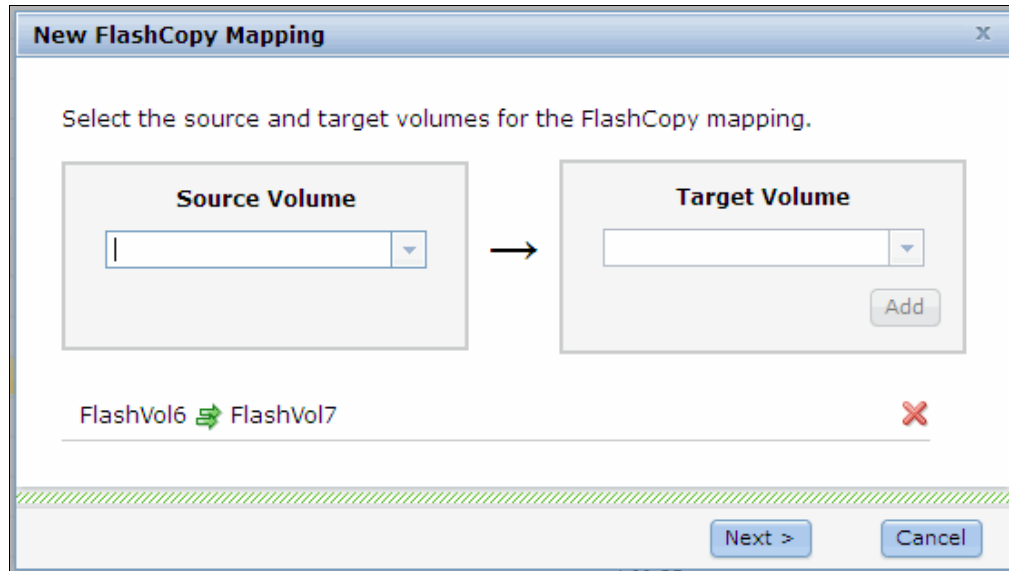 New FlashCopy Mapping x
Select the source and target volumes for the FlashCopy mapping.
Source Volume
Target Volume
Add
FlashVol6 FlashVol7
Next > Cancel